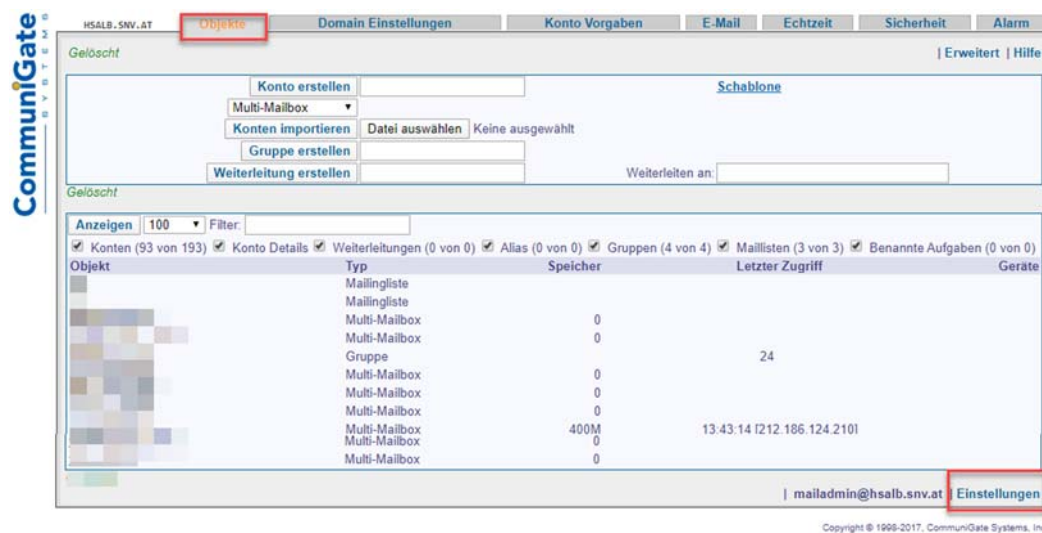 CommuniGate
SYSTEMS
HSALB.SNV.AT Objekte Domain Einstellungen Konto Vorgaben E-Mail Echtzeit Sicherheit Alarm
Gelöscht | Erweitert | Hilfe
Konto erstellen Schablone
Multi-Mailbox
Konten importieren Datei auswählen Keine ausgewählt
Gruppe erstellen
Weiterleitung erstellen Weiterleiten an:
Gelöscht
Anzeigen 100 Filter:
Konten (93 von 193) Konto Details Weiterleitungen (0 von 0) Alias (0 von 0) Gruppen (4 von 4) Maillisten (3 von 3) Benannte Aufgaben (0 von 0)
Objekt Typ Speicher Letzter Zugriff Geräte
Mailingliste
Mailingliste
Multi-Mailbox 0
Multi-Mailbox 0
Gruppe 24
Multi-Mailbox 0
Multi-Mailbox 0
Multi-Mailbox 0
Multi-Mailbox 400M 13:43:14 [212.186.124.210]
Multi-Mailbox 0
Multi-Mailbox 0
| mailadmin@hsalb.snv.at | Einstellungen
Copyright © 1998-2017, CommuniGate Systems, In